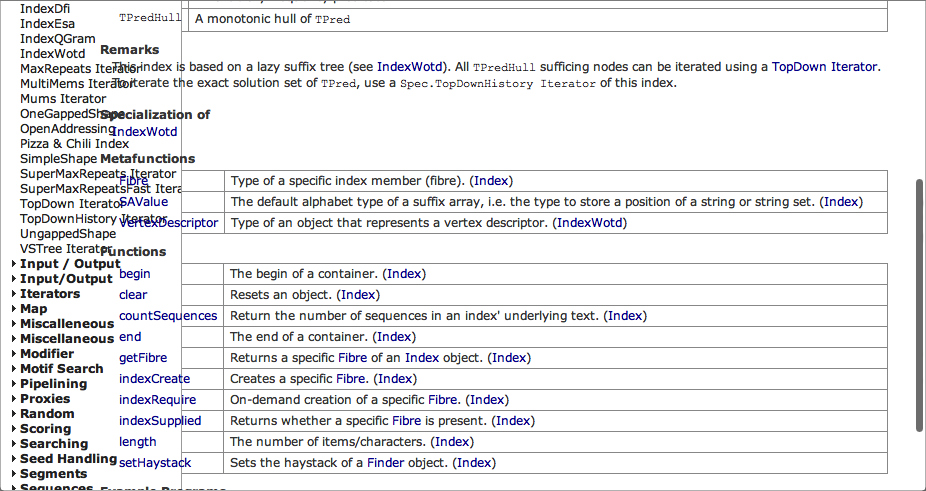 IndexDfi
IndexEsa
IndexQGram
IndexWotd
MaxRepeats Iterator
MultiMems Iterator
Mums Iterator
OneGappedShape
OpenAddressing
Pizza & Chili Index
SimpleShape
SuperMaxRepeats Iterator
SuperMaxRepeatsFast Itera
TopDown Iterator
TopDownHistory Iterator
UngappedShape
VSTree Iterator
Input / Output
Input/Output
Iterators
Map
Miscalleneous
Miscellaneous
Modifier
Motif Search
Pipelining
Proxies
Random
Scoring
Searching
Seed Handling
Segments
Sequences
TPredHull A monotonic hull of TPred
Remarks
This index is based on a lazy suffix tree (see IndexWotd). All TPredHull sufficing nodes can be iterated using a TopDown Iterator.
To iterate the exact solution set of TPred, use a Spec.TopDownHistory Iterator of this index.
Specialization of
IndexWotd
Metafunctions
Fibre Type of a specific index member (fibre). (Index)
SAValue The default alphabet type of a suffix array, i.e. the type to store a position of a string or string set. (Index)
VertexDescriptor Type of an object that represents a vertex descriptor. (IndexWotd)
Functions
begin The begin of a container. (Index)
clear Resets an object. (Index)
countSequences Return the number of sequences in an index' underlying text. (Index)
end The end of a container. (Index)
getFibre Returns a specific Fibre of an Index object. (Index)
indexCreate Creates a specific Fibre. (Index)
indexRequire On-demand creation of a specific Fibre. (Index)
indexSupplied Returns whether a specific Fibre is present. (Index)
length The number of items/characters. (Index)
setHaystack Sets the haystack of a Finder object. (Index)
Example Programs